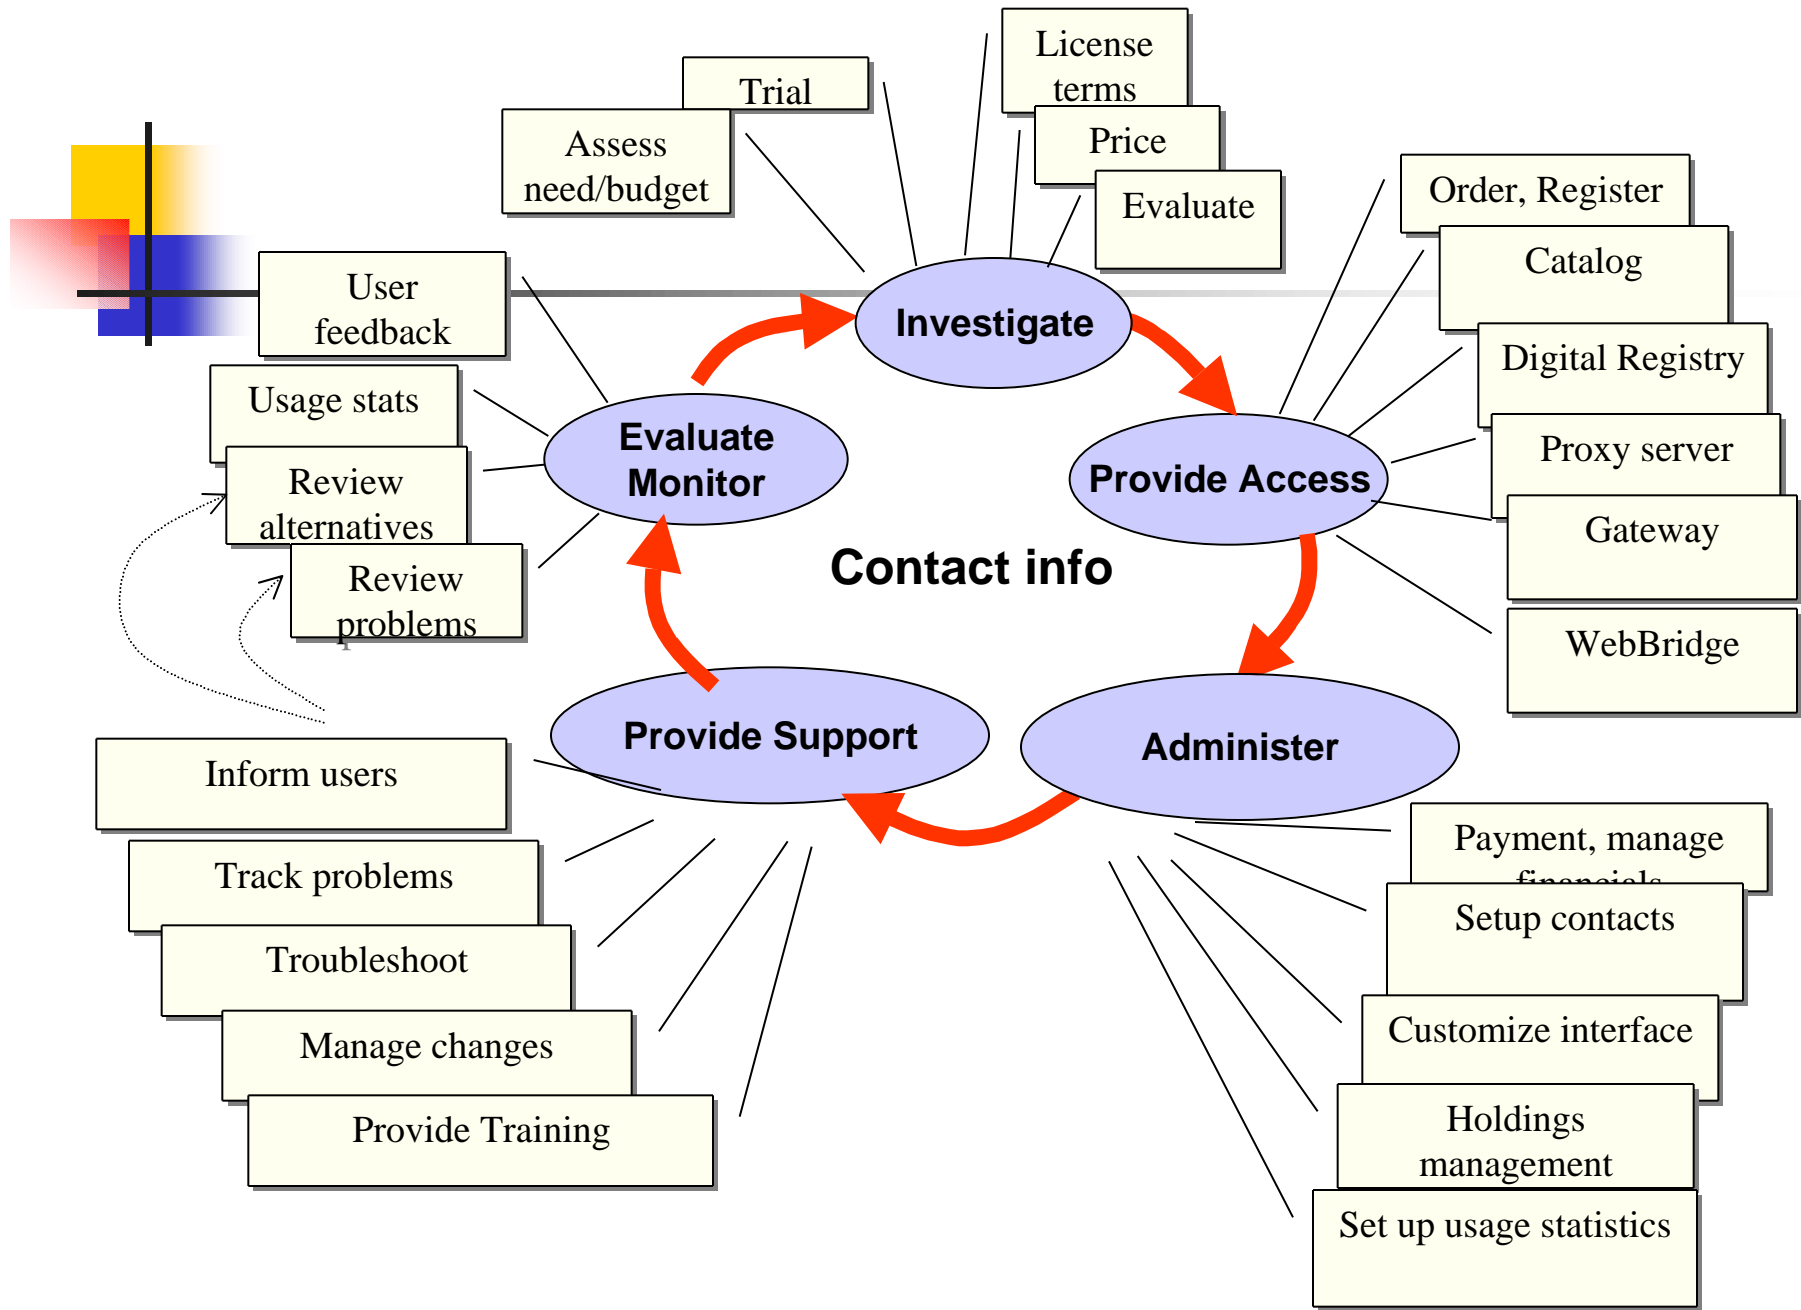 License
terms
Trial
Assess
need/budget
Price
Evaluate
Order, Register
Catalog
Digital Registry
Proxy server
Gateway
WebBridge
User
feedback
Usage stats
Review
alternatives
Review
problems
Investigate
Evaluate
Monitor
Provide Access
Contact info
Provide Support
Administer
Inform users
Track problems
Troubleshoot
Manage changes
Provide Training
Payment, manage
financials
Setup contacts
Customize interface
Holdings
management
Set up usage statistics